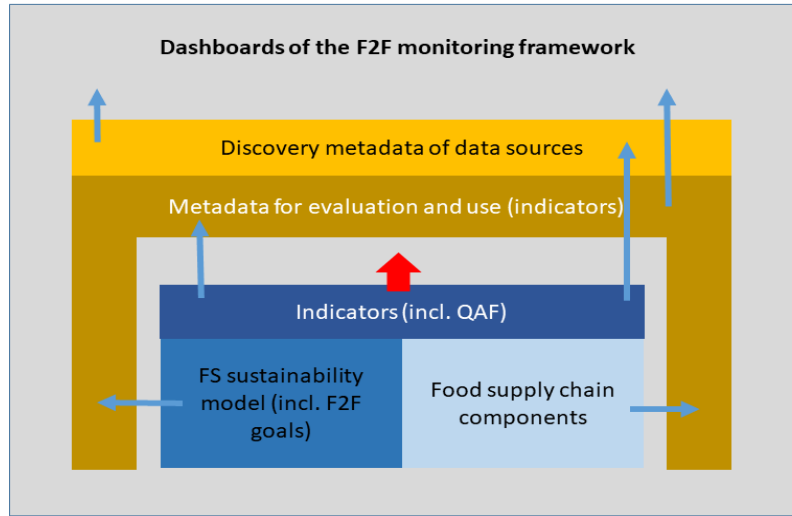 Dashboards of the F2F monitoring framework
Discovery metadata of data sources
Metadata for evaluation and use (indicators)
Indicators (incl. QAF)
FS sustainability
model (incl. F2F
goals)
Food supply chain
components